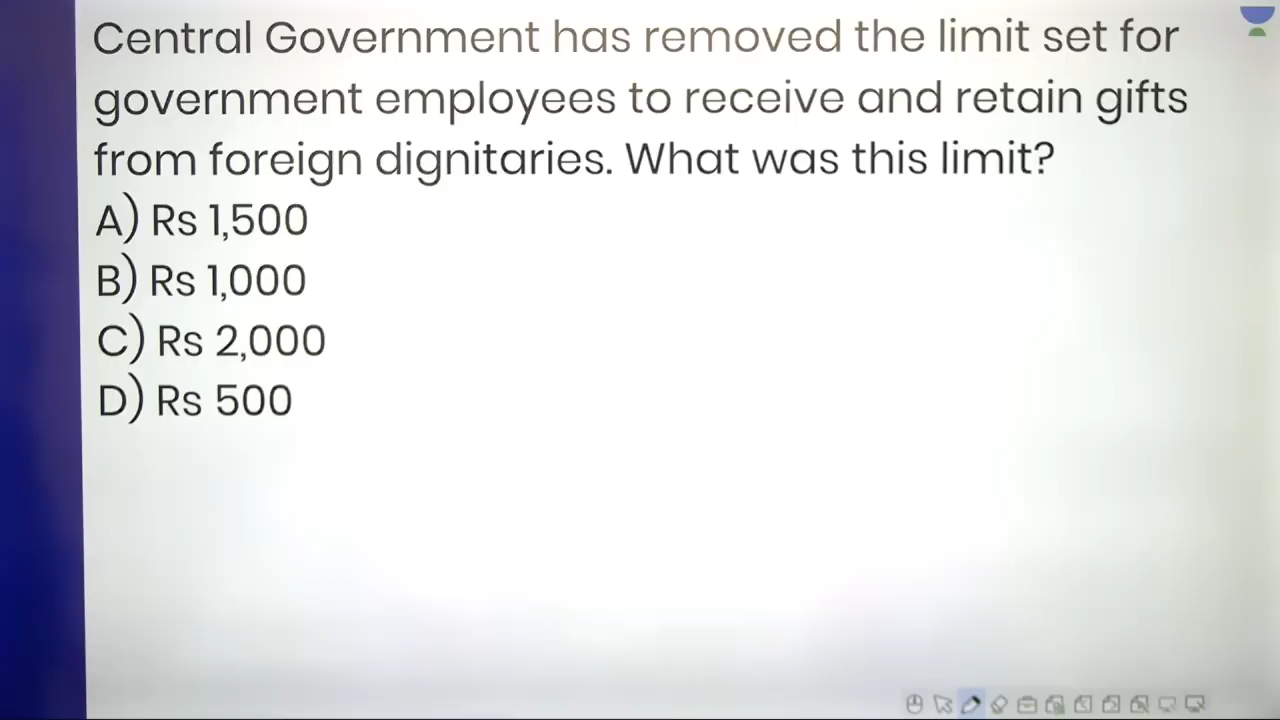 Central Government has removed the limit set for
government employees to receive and retain gifts
from foreign dignitaries. What was this limit?
A) Rs 1,500
B) Rs 1,000
C) Rs 2,000
D) Rs 500